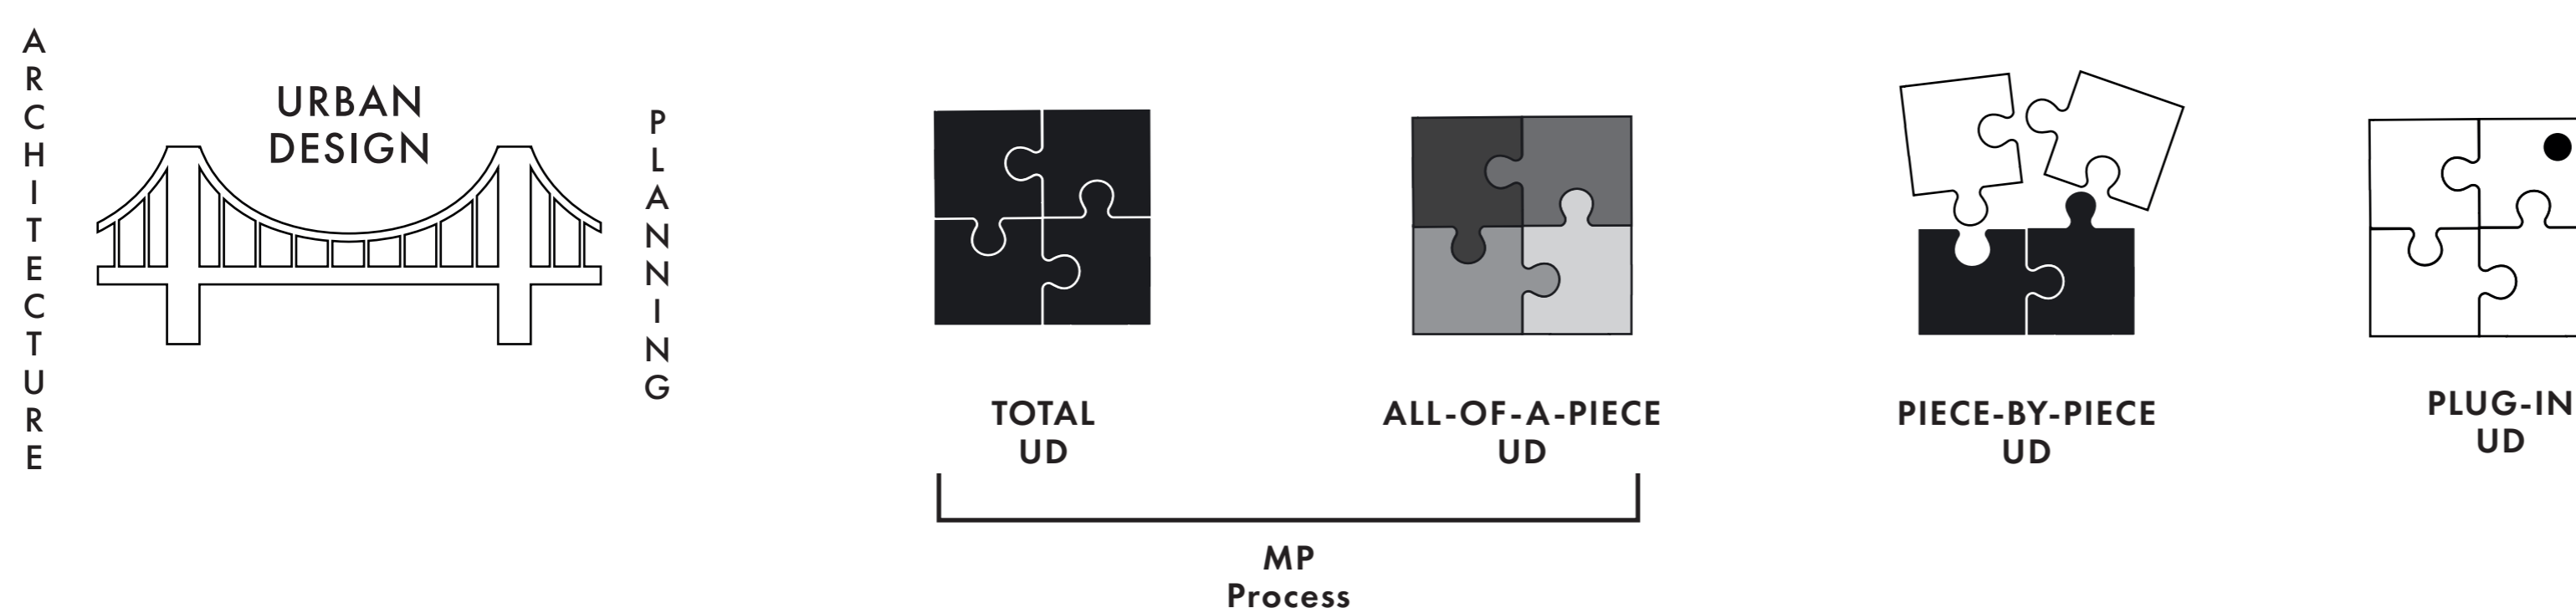 ARCHITECTURE
URBAN
DESIGN
PLANNING
TOTAL
UD
ALL-OF-A-PIECE
UD
PIECE-BY-PIECE
UD
PLUG-IN
UD
MP
Process